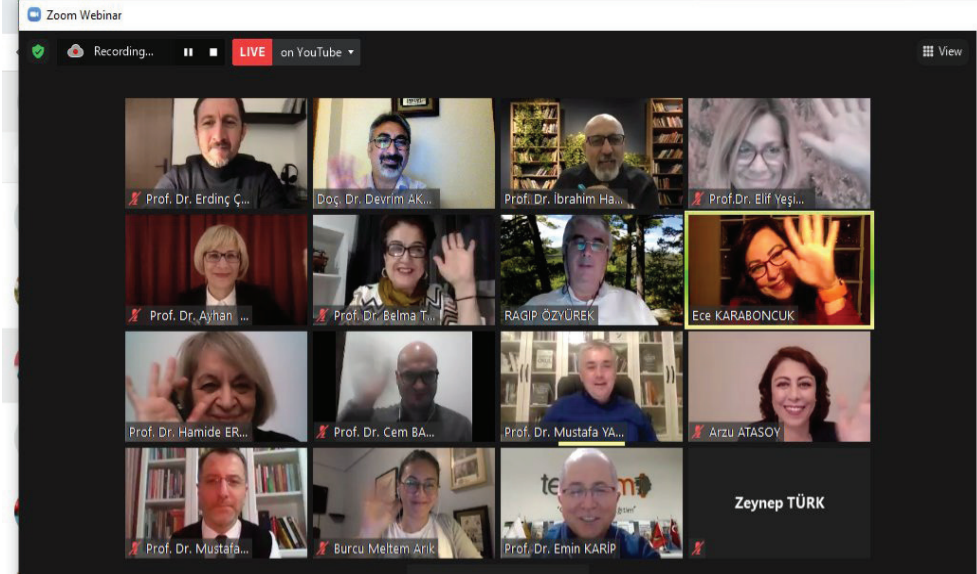 Zoom Webinar
Recording...
LIVE on YouTube
View
Prof. Dr. Erdinç Ç...
Doç. Dr. Devrim AK...
Prof. Dr. İbrahim Ha...
Prof.Dr. Elif Yeşi...
Prof. Dr. Ayhan ...
Prof. Dr. Belma T...
RAGIP ÖZYÜREK
Ece KARABONCUK
Prof. Dr. Hamide ER...
Prof. Dr. Cem BA...
Prof. Dr. Mustafa YA...
Arzu ATASOY
Prof. Dr. Mustafa...
Burcu Meltem Arık
te
m
Prof. Dr. Emin KARİP
Zeynep TÜRK